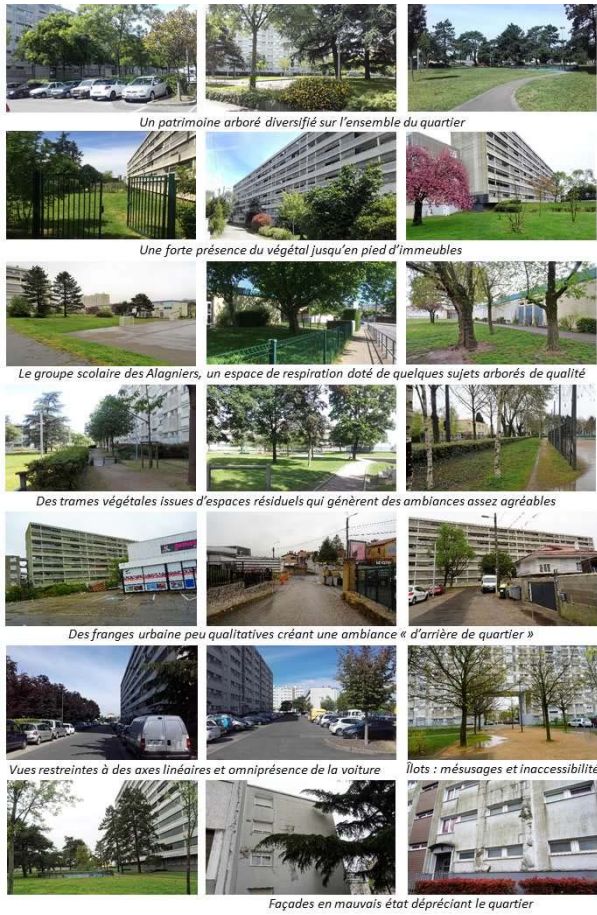 Un patrimoine arboré diversifié sur l'ensemble du quartier
Une forte présence du végétal jusqu'en pied d'immeubles
Le groupe scolaire des Alagniers, un espace de respiration doté de quelques sujets arborés de qualité
Des trames végétales issues d'espaces résiduels qui génèrent des ambiances assez agréables
Des franges urbaine peu qualitatives créant une ambiance « d'arrière de quartier »
Vues restreintes à des axes linéaires et omniprésence de la voiture
Îlots : mésusages et inaccessibilité
Façades en mauvais état dépréciant le quartier